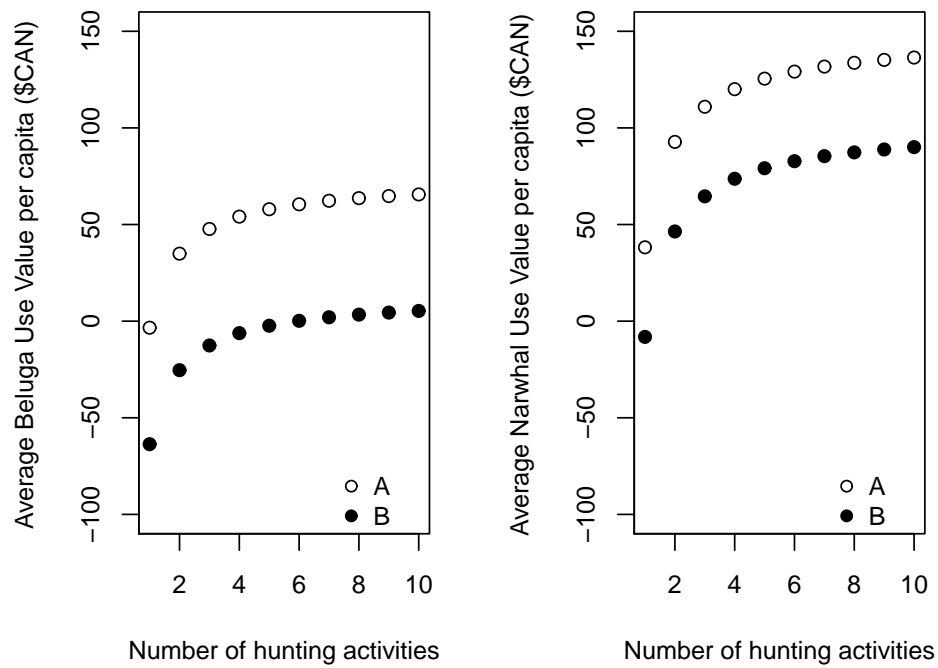 Average Beluga Use Value per capita ($CAN)
150
100
50
0
−50
−100
A
B
2 4 6 8 10
Number of hunting activities
Average Narwhal Use Value per capita ($CAN)
150
100
50
0
−50
−100
A
B
2 4 6 8 10
Number of hunting activities